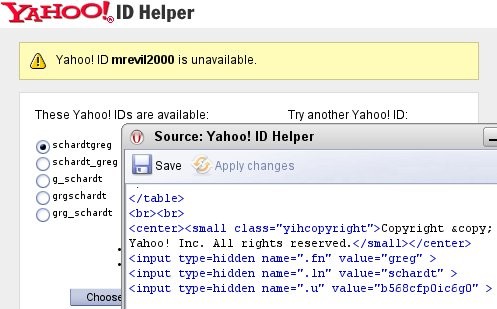 YAHOO! ID Helper
Yahoo! ID mrevil2000 is unavailable.
These Yahoo! IDs are available:
Try another Yahoo! ID:
schardtgreg
schardt_greg
g_schardt
grgschardt
grg_schardt
Choose
Source: Yahoo! ID Helper
Save Apply changes
</table>
<br><br>
<center><small class="yihcopyright">Copyright &copy;
Yahoo! Inc. All rights reserved.</small></center>
<input type=hidden name=".fn" value="greg" >
<input type=hidden name=".ln" value="schardt" >
<input type=hidden name=".u" value="b568cfp0ic6g0" >